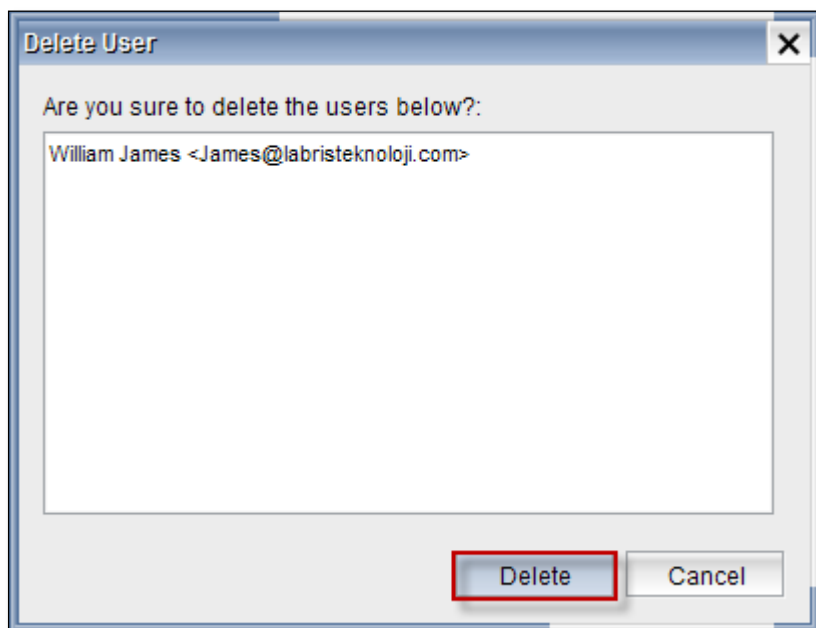 Delete User
Are you sure to delete the users below?:
William James <James@labristeknoloji.com>
Delete Cancel